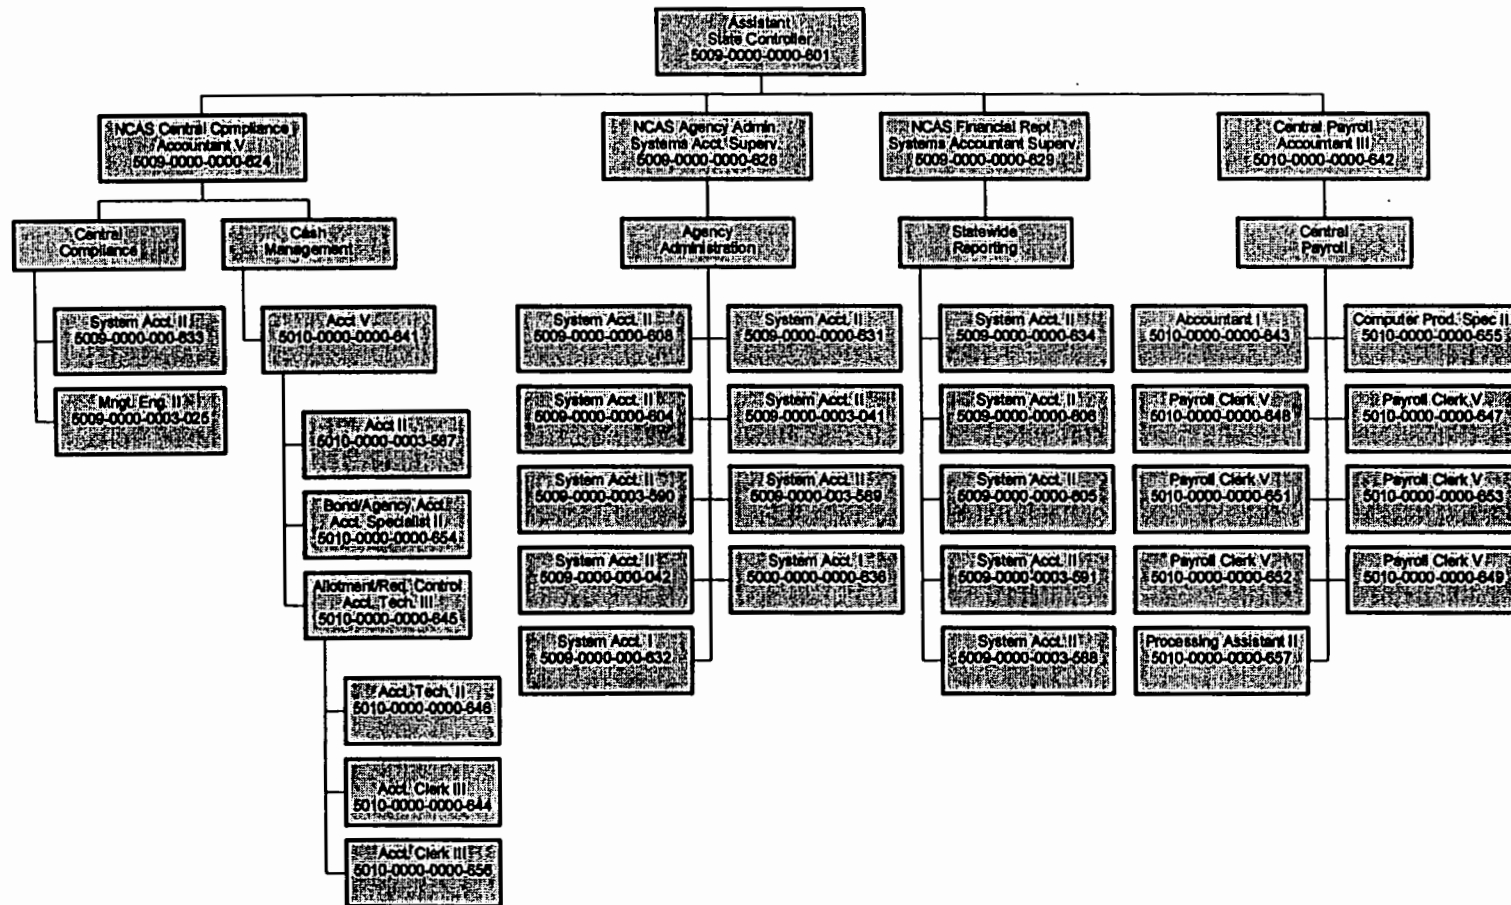 Assistant
State Controller
5009-0000-0000-601
NCAS Central Compliance
Accountant V
5009-0000-0000-624
NCAS Agency Admin.
Systems Acct. Superv.
5009-0000-0000-628
NCAS Financial Rept.
Systems Accountant Superv.
5009-0000-0000-629
Central Payroll
Accountant III
5010-0000-0000-642
Central
Compliance
Cash
Management
Agency
Administration
Statewide
Reporting
Central
Payroll
System Acct. II
5009-0000-000-633
Mngt. Eng. II
5009-0000-0003-025
Acct V
5010-0000-0000-641
Acct II
5010-0000-0003-587
Bond/Agency Acct.
Acct. Specialist II
5010-0000-0000-654
Allotment/Req. Control
Acct. Tech. III
5010-0000-0000-645
Acct. Tech. II
5010-0000-0000-646
Acct. Clerk III
5010-0000-0000-644
Acct. Clerk III
5010-0000-0000-656
System Acct. II
5009-0000-0000-608
System Acct. II
5009-0000-0000-631
System Acct. II
5009-0000-0000-604
System Acct. II
5009-0000-0003-041
System Acct. II
5009-0000-0003-590
System Acct. II
5009-0000-003-589
System Acct. II
5009-0000-000-042
System Acct. I
5000-0000-0000-636
System Acct. I
5009-0000-000-632
System Acct. II
5009-0000-0000-634
System Acct. II
5009-0000-0000-606
System Acct. II
5009-0000-0000-605
System Acct. II
5009-0000-0003-591
System Acct. II
5009-0000-0003-588
Accountant I
5010-0000-0000-643
Computer Prod. Spec II
5010-0000-0000-655
Payroll Clerk V
5010-0000-0000-648
Payroll Clerk V
5010-0000-0000-647
Payroll Clerk V
5010-0000-0000-651
Payroll Clerk V
5010-0000-0000-653
Payroll Clerk V
5010-0000-0000-652
Payroll Clerk V
5010-0000-0000-649
Processing Assistant II
5010-0000-0000-657